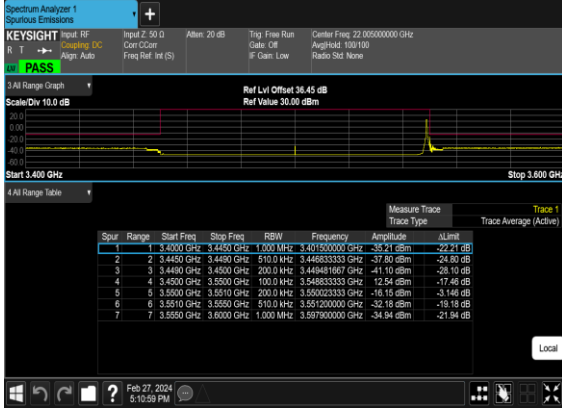 Spectrum Analyzer 1
Spurious Emissions
+
KEYSIGHT Input: RF Input Z: 50 Ω Atten: 20 dB Trig: Free Run Center Freq: 22.005000000 GHz
R T Coupling: DC Corr CCorr Gate: Off Avg|Hold: 100/100
Align: Auto Freq Ref: Int (S) IF Gain: Low Radio Std: None
PASS
3 All Range Graph Ref Lvl Offset 36.45 dB
Scale/Div 10.0 dB Ref Value 30.00 dBm
20.0
10.0
0.00
-20.0
-40.0
-60.0
Start 3.400 GHz Stop 3.600 GHz
4 All Range Table
Measure Trace Trace 1
Trace Type Trace Average (Active)
Spur Range Start Freq Stop Freq RBW Frequency Amplitude ΔLimit
1 1 3.4000 GHz 3.4450 GHz 1.000 MHz 3.401500000 GHz -35.21 dBm -22.21 dB
2 2 3.4450 GHz 3.4490 GHz 510.0 kHz 3.446833333 GHz -37.80 dBm -24.80 dB
3 3 3.4490 GHz 3.4500 GHz 200.0 kHz 3.449481667 GHz -41.10 dBm -28.10 dB
4 4 3.4500 GHz 3.5500 GHz 100.0 kHz 3.548833333 GHz 12.54 dBm -17.46 dB
5 5 3.5500 GHz 3.5510 GHz 200.0 kHz 3.550023333 GHz -16.15 dBm -3.146 dB
6 6 3.5510 GHz 3.5550 GHz 510.0 kHz 3.551200000 GHz -32.18 dBm -19.18 dB
7 7 3.5550 GHz 3.6000 GHz 1.000 MHz 3.597900000 GHz -34.94 dBm -21.94 dB
Local
? Feb 27, 2024
5:10:59 PM